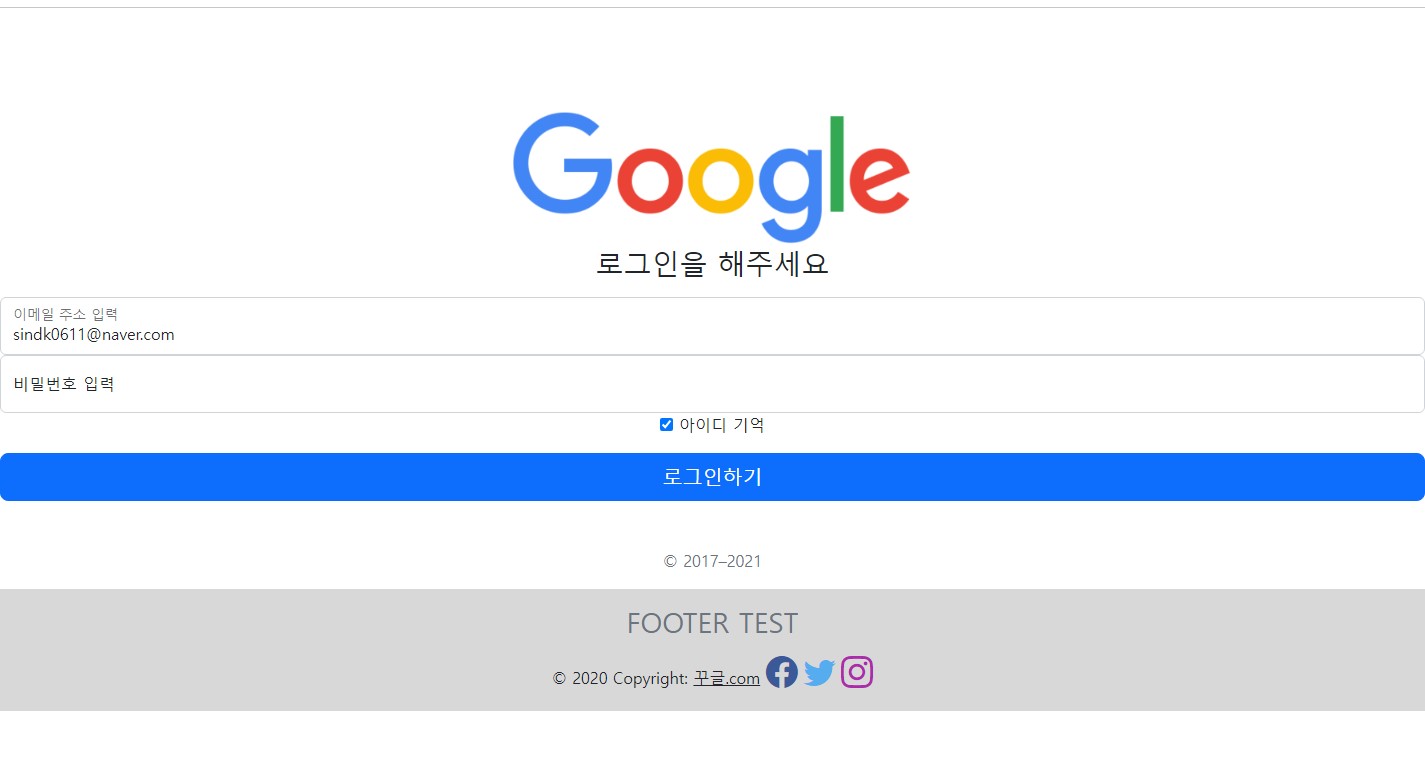 Google
로그인을 해주세요
이메일 주소 입력
sindk0611@naver.com
비밀번호 입력
아이디 기억
로그인하기
© 2017–2021
FOOTER TEST
© 2020 Copyright: 꾸글.com